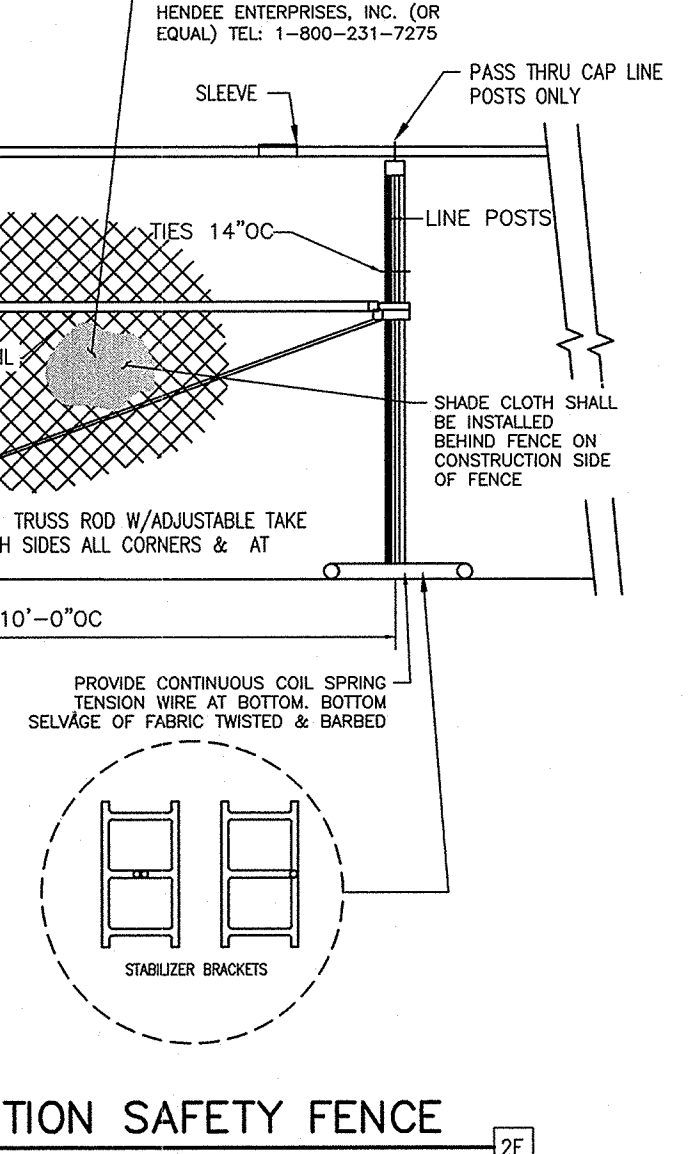 HENDEE ENTERPRISES, INC. (OR
EQUAL) TEL: 1-800-231-7275
PASS THRU CAP LINE
POSTS ONLY
SLEEVE
TIES 14"OC
LINE POSTS
SHADE CLOTH SHALL
BE INSTALLED
BEHIND FENCE ON
CONSTRUCTION SIDE
OF FENCE
TRUSS ROD W/ADJUSTABLE TAKE
H SIDES ALL CORNERS & AT
10'-0"OC
PROVIDE CONTINUOUS COIL SPRING
TENSION WIRE AT BOTTOM. BOTTOM
SELVAGE OF FABRIC TWISTED & BARBED
STABILIZER BRACKETS
TION SAFETY FENCE